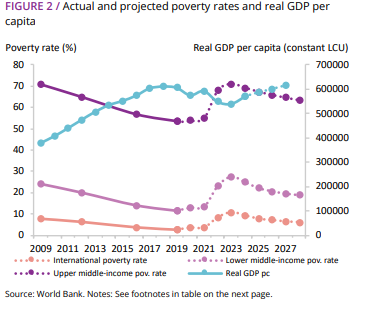 FIGURE 2 / Actual and projected poverty rates and real GDP per
capita
Poverty rate (%) Real GDP per capita (constant LCU)
80 700000
70 600000
60 500000
50 400000
40 300000
30 200000
20 100000
10
0 0
2009 2011 2013 2015 2017 2019 2021 2023 2025 2027
International poverty rate Lower middle-income pov. rate
Upper middle-income pov. rate Real GDP pc
Source: World Bank. Notes: See footnotes in table on the next page.